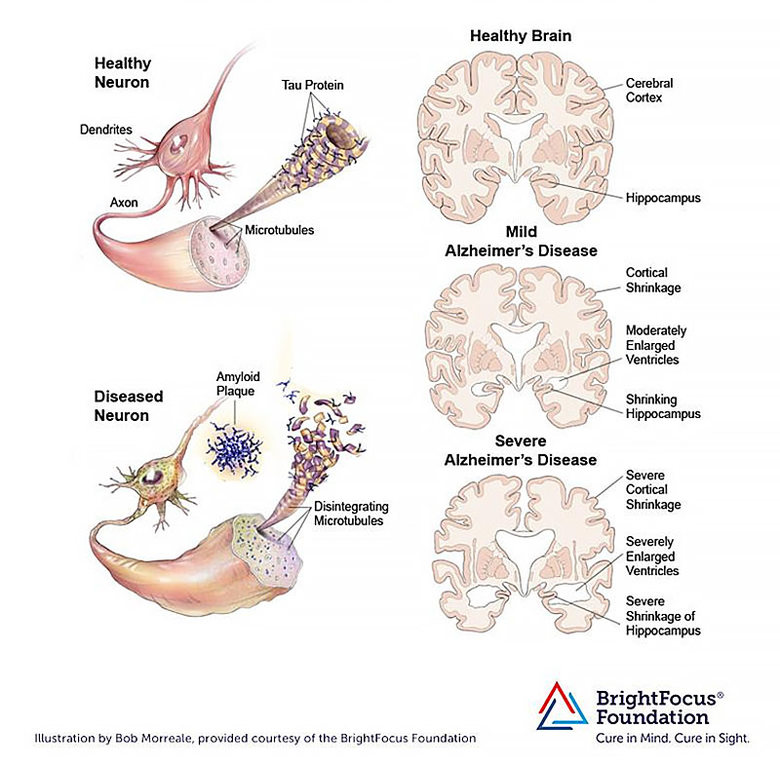 Healthy
Neuron
Tau Protein
Dendrites
Axon
Microtubules
Healthy Brain
Cerebral
Cortex
Hippocampus
Mild
Alzheimer's Disease
Cortical
Shrinkage
Moderately
Enlarged
Ventricles
Shrinking
Hippocampus
Diseased
Neuron
Amyloid
Plaque
Disintegrating
Microtubules
Severe
Alzheimer's Disease
Severe
Cortical
Shrinkage
Severely
Enlarged
Ventricles
Severe
Shrinkage of
Hippocampus
BrightFocus®
Foundation
Cure in Mind. Cure in Sight.
Illustration by Bob Morreale, provided courtesy of the BrightFocus Foundation